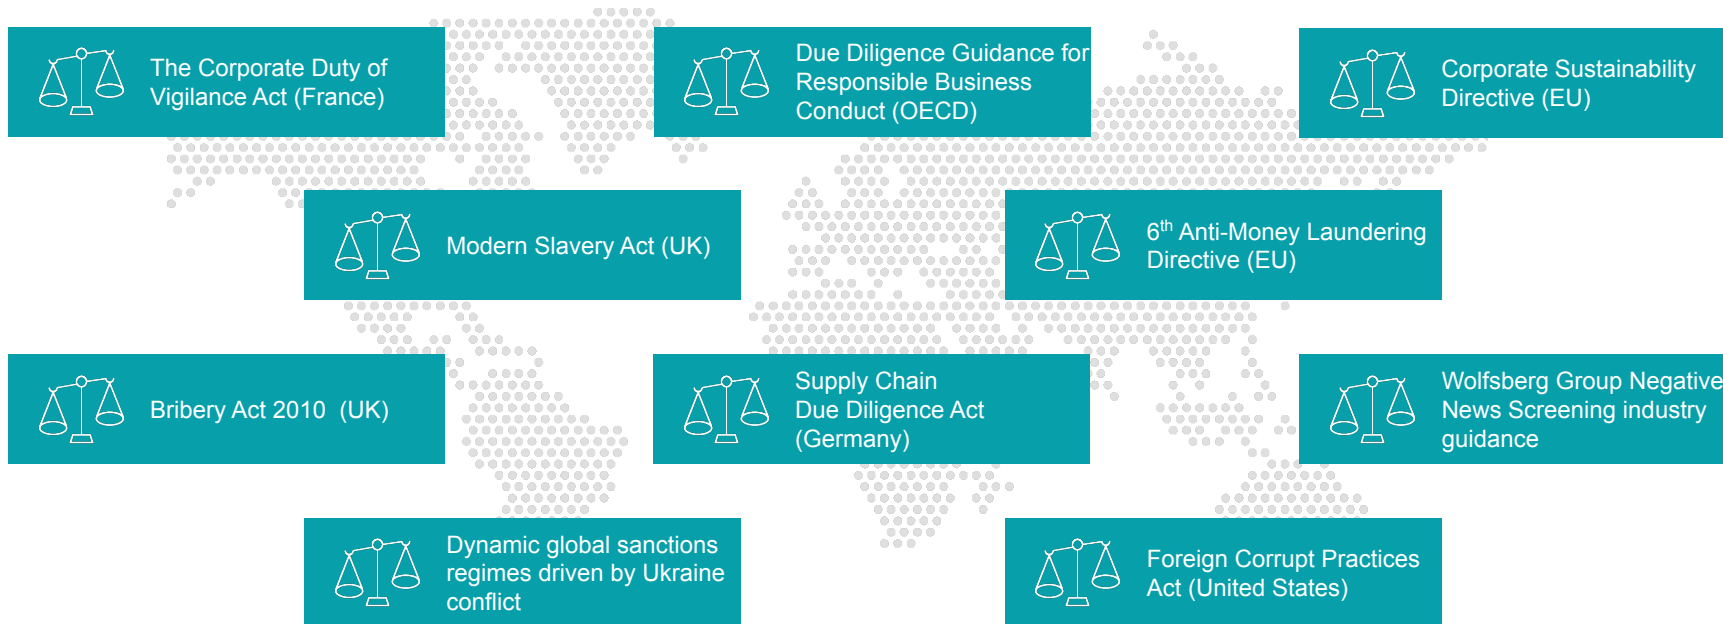 The Corporate Duty of
Vigilance Act (France)
Due Diligence Guidance for
Responsible Business
Conduct (OECD)
Corporate Sustainability
Directive (EU)
Modern Slavery Act (UK)
6th Anti-Money Laundering
Directive (EU)
Bribery Act 2010  (UK)
Supply Chain
Due Diligence Act
(Germany)
Wolfsberg Group Negative
News Screening industry
guidance
Dynamic global sanctions
regimes driven by Ukraine
conflict
Foreign Corrupt Practices
Act (United States)